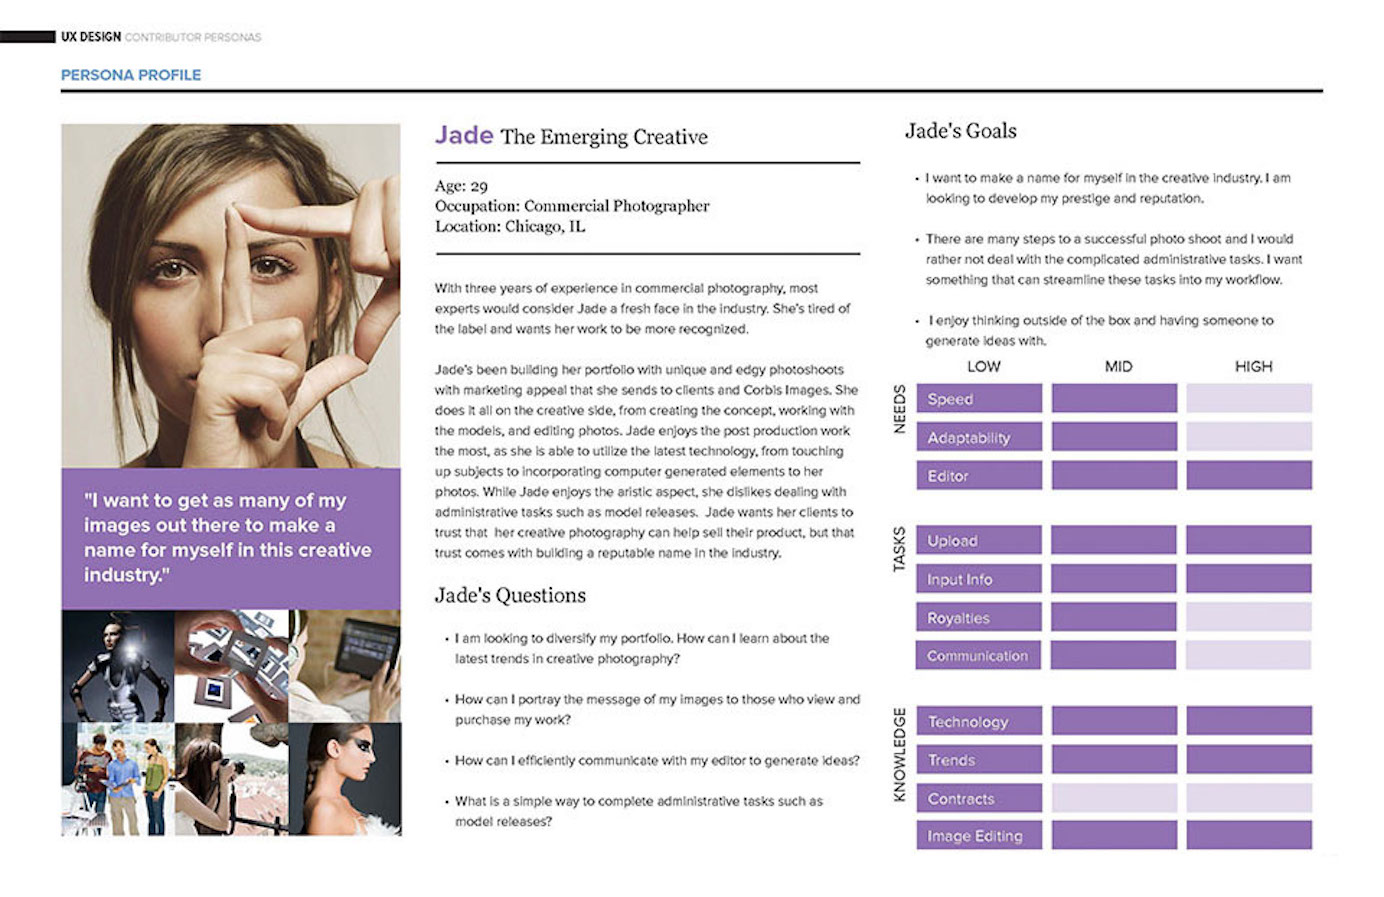 UX DESIGN CONTRIBUTOR PERSONAS
PERSONA PROFILE
"I want to get as many of my
images out there to make a
name for myself in this creative
industry."
Jade The Emerging Creative
Age: 29
Occupation: Commercial Photographer
Location: Chicago, IL
With three years of experience in commercial photography, most
experts would consider Jade a fresh face in the industry. She's tired of
the label and wants her work to be more recognized.
Jade's been building her portfolio with unique and edgy photoshoots
with marketing appeal that she sends to clients and Corbis Images. She
does it all on the creative side, from creating the concept, working with
the models, and editing photos. Jade enjoys the post production work
the most, as she is able to utilize the latest technology, from touching
up subjects to incorporating computer generated elements to her
photos. While Jade enjoys the aristic aspect, she dislikes dealing with
administrative tasks such as model releases. Jade wants her clients to
trust that her creative photography can help sell their product, but that
trust comes with building a reputable name in the industry.
Jade's Questions
• I am looking to diversify my portfolio. How can I learn about the
latest trends in creative photography?
• How can I portray the message of my images to those who view and
purchase my work?
• How can I efficiently communicate with my editor to generate ideas?
• What is a simple way to complete administrative tasks such as
model releases?
Jade's Goals
• I want to make a name for myself in the creative industry. I am
looking to develop my prestige and reputation.
• There are many steps to a successful photo shoot and I would
rather not deal with the complicated administrative tasks. I want
something that can streamline these tasks into my workflow.
• I enjoy thinking outside of the box and having someone to
generate ideas with.
LOW MID HIGH
NEEDS
Speed
Adaptability
Editor
TASKS
Upload
Input Info
Royalties
Communication
KNOWLEDGE
Technology
Trends
Contracts
Image Editing